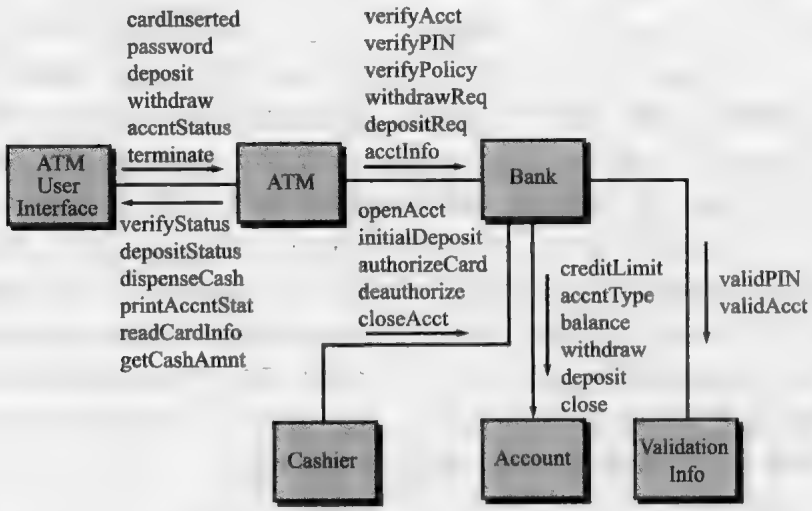 cardInserted
password
deposit
withdraw
accntStatus
terminate
verifyAcct
verifyPIN
verifyPolicy
withdrawReq
depositReq
acctInfo
ATM
User
Interface
ATM
Bank
verifyStatus
depositStatus
dispenseCash
printAccntStat
readCardInfo
getCashAmnt
openAcct
initialDeposit
authorizeCard
deauthorize
closeAcct
creditLimit
accntType
balance
withdraw
deposit
close
validPIN
validAcct
Cashier
Account
Validation
Info